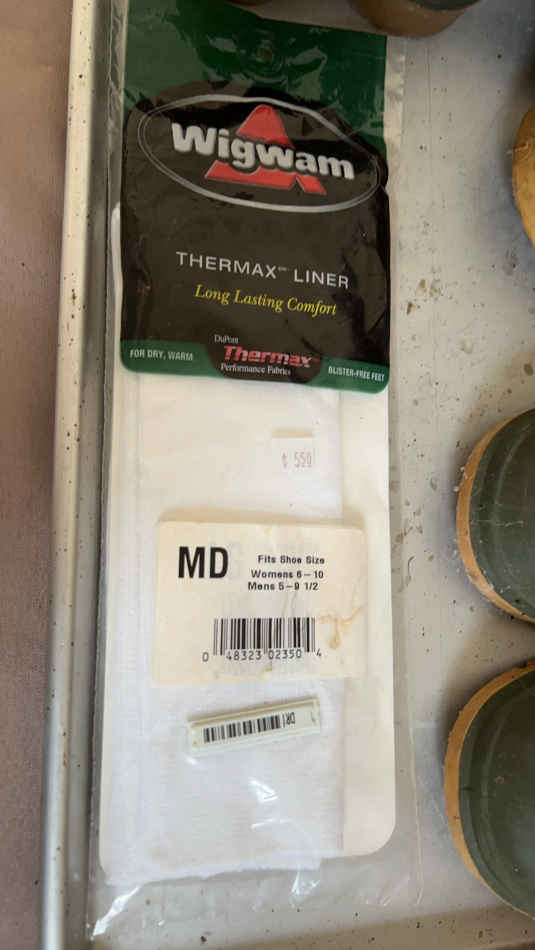 Wigwam
THERMAX™ LINER
Long Lasting Comfort
FOR DRY, WARM
DuPont
Thermax
Performance Fabrics
BLISTER-FREE FEET
MD
Fits Shoe Size
Womens 6 – 10
Mens 5 – 9 1/2
0 48323 02350 4